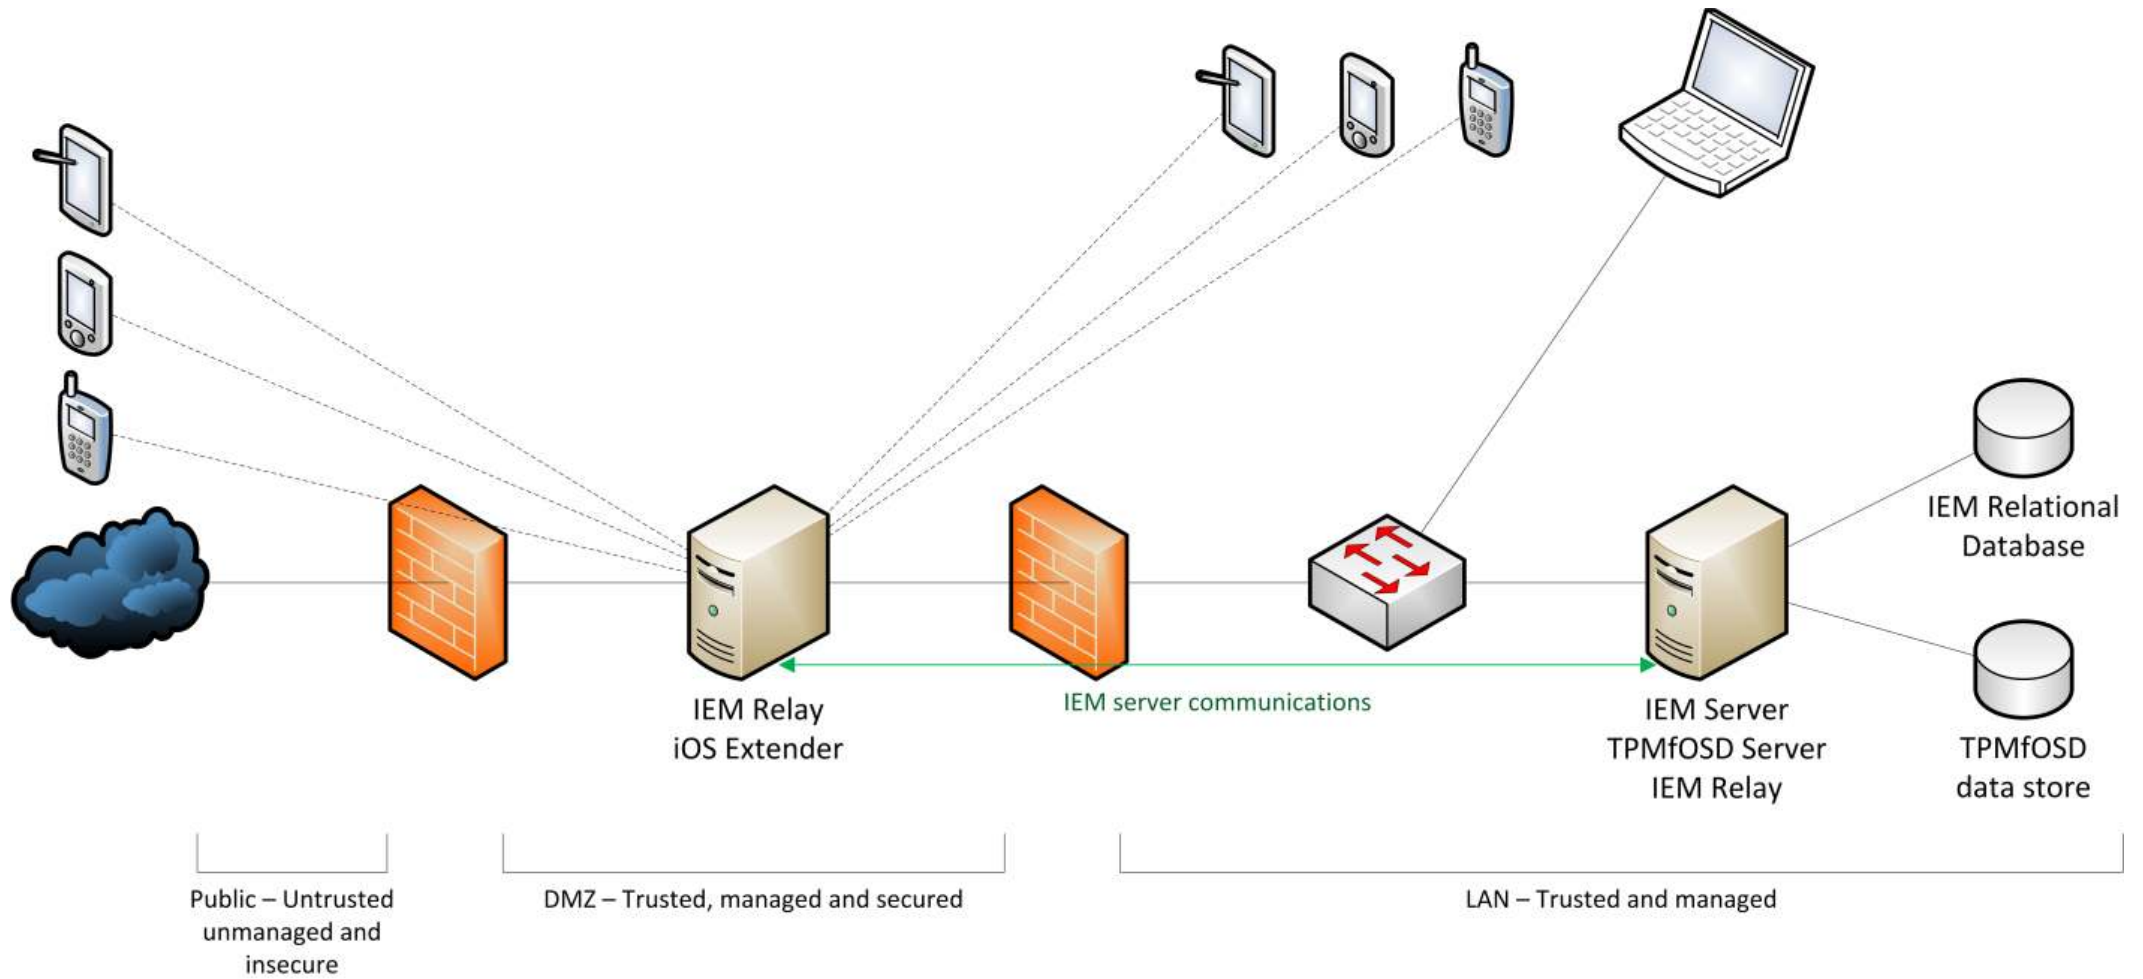 IEM Relational
Database
IEM server communications
IEM Relay
iOS Extender
IEM Server
TPMfOSD Server
IEM Relay
TPMfOSD
data store
Public – Untrusted
unmanaged and
insecure
DMZ – Trusted, managed and secured
LAN – Trusted and managed